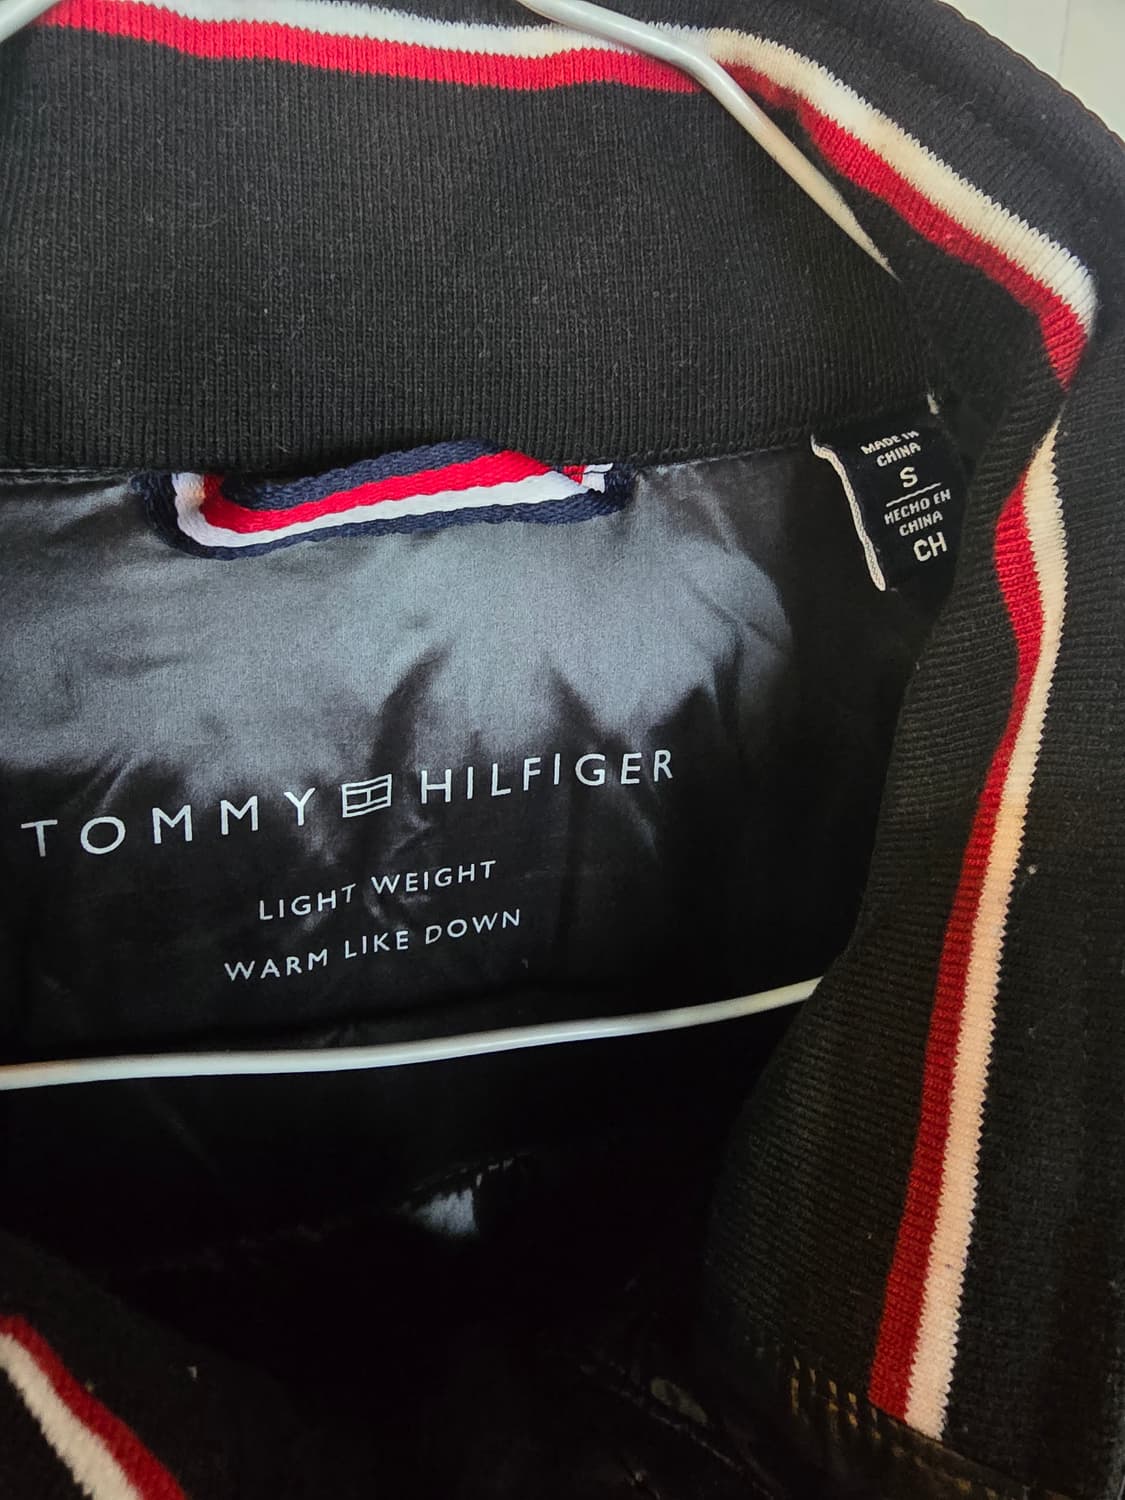 MADE IN
CHINA
S
HECHO EN
CHINA
CH
TOMMY HILFIGER
LIGHT WEIGHT
WARM LIKE DOWN